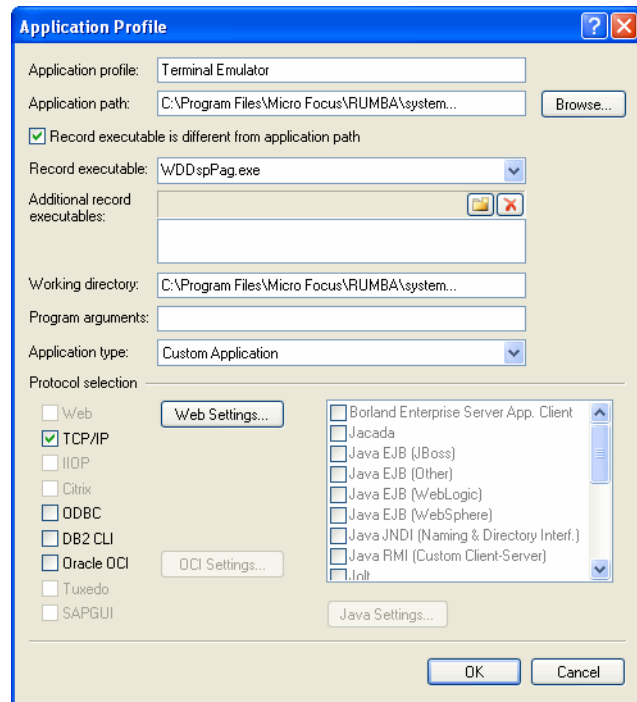 Application Profile
Application profile: Terminal Emulator
Application path: C:\Program Files\Micro Focus\RUMBA\system... Browse...
Record executable is different from application path
Record executable: WDDspPag.exe
Additional record
executables:
Working directory: C:\Program Files\Micro Focus\RUMBA\system...
Program arguments:
Application type: Custom Application
Protocol selection
Web Web Settings... Borland Enterprise Server App. Client
TCP/IP Jacada
Java EJB (JBoss)
IIOP Java EJB (Other)
Citrix Java EJB (WebLogic)
ODBC Java EJB (WebSphere)
DB2 CLI Java JNDI (Naming & Directory Interf.)
Oracle OCI OCI Settings... Java RMI (Custom Client-Server)
Jolt
Tuxedo
SAPGUI Java Settings...
OK Cancel